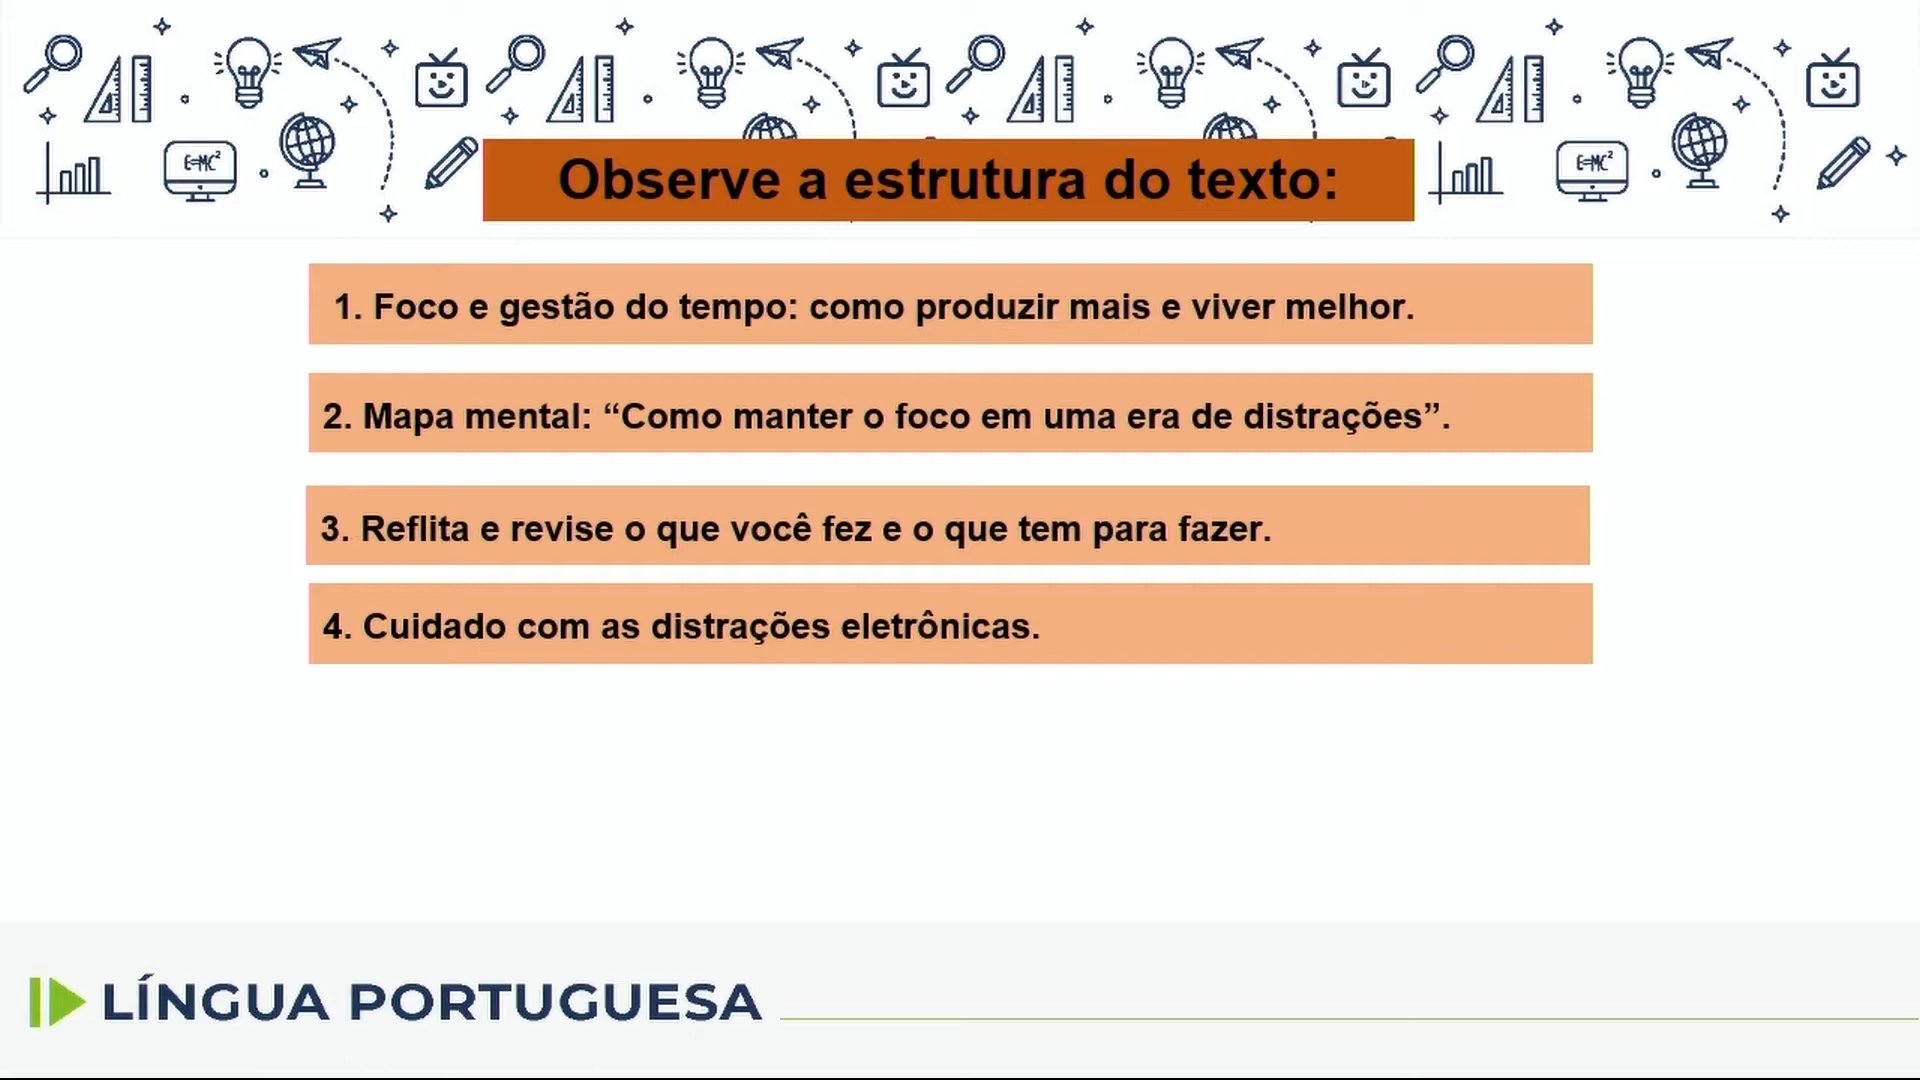 E=MC²
E=MC²
Observe a estrutura do texto:
1. Foco e gestão do tempo: como produzir mais e viver melhor.
2. Mapa mental: “Como manter o foco em uma era de distrações”.
3. Reflita e revise o que você fez e o que tem para fazer.
4. Cuidado com as distrações eletrônicas.
LÍNGUA PORTUGUESA